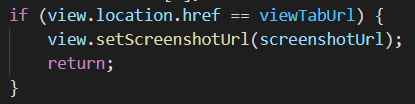 if (view.location.href == viewTabUrl) {
    view.setScreenshotUrl(screenshotUrl);
    return;
}